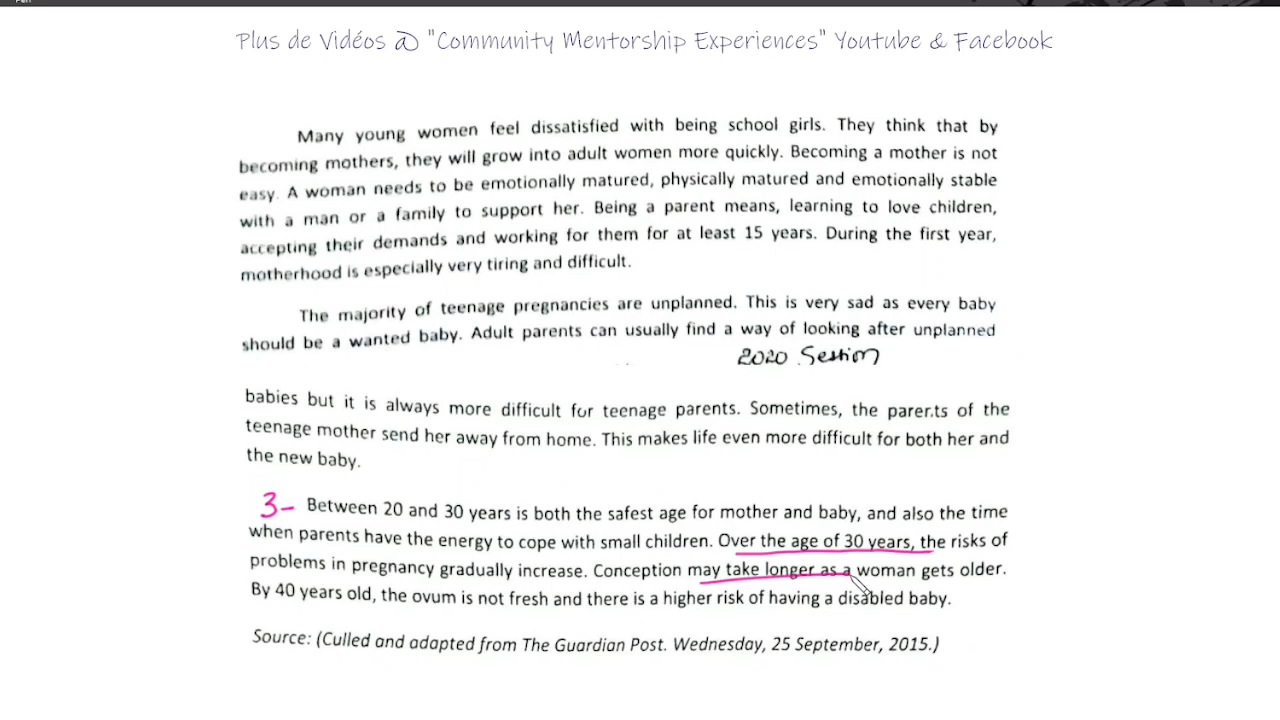 Plus de Vidéos @ "Community Mentorship Experiences" Youtube & Facebook
Many young women feel dissatisfied with being school girls. They think that by
becoming mothers, they will grow into adult women more quickly. Becoming a mother is not
easy. A woman needs to be emotionally matured, physically matured and emotionally stable
with a man or a family to support her. Being a parent means, learning to love children,
accepting their demands and working for them for at least 15 years. During the first year,
motherhood is especially very tiring and difficult.
The majority of teenage pregnancies are unplanned. This is very sad as every baby
should be a wanted baby. Adult parents can usually find a way of looking after unplanned
2020 Session
babies but it is always more difficult for teenage parents. Sometimes, the parents of the
teenage mother send her away from home. This makes life even more difficult for both her and
the new baby.
3- Between 20 and 30 years is both the safest age for mother and baby, and also the time
when parents have the energy to cope with small children. Over the age of 30 years, the risks of
problems in pregnancy gradually increase. Conception may take longer as a woman gets older.
By 40 years old, the ovum is not fresh and there is a higher risk of having a disabled baby.
Source: (Culled and adapted from The Guardian Post. Wednesday, 25 September, 2015.)